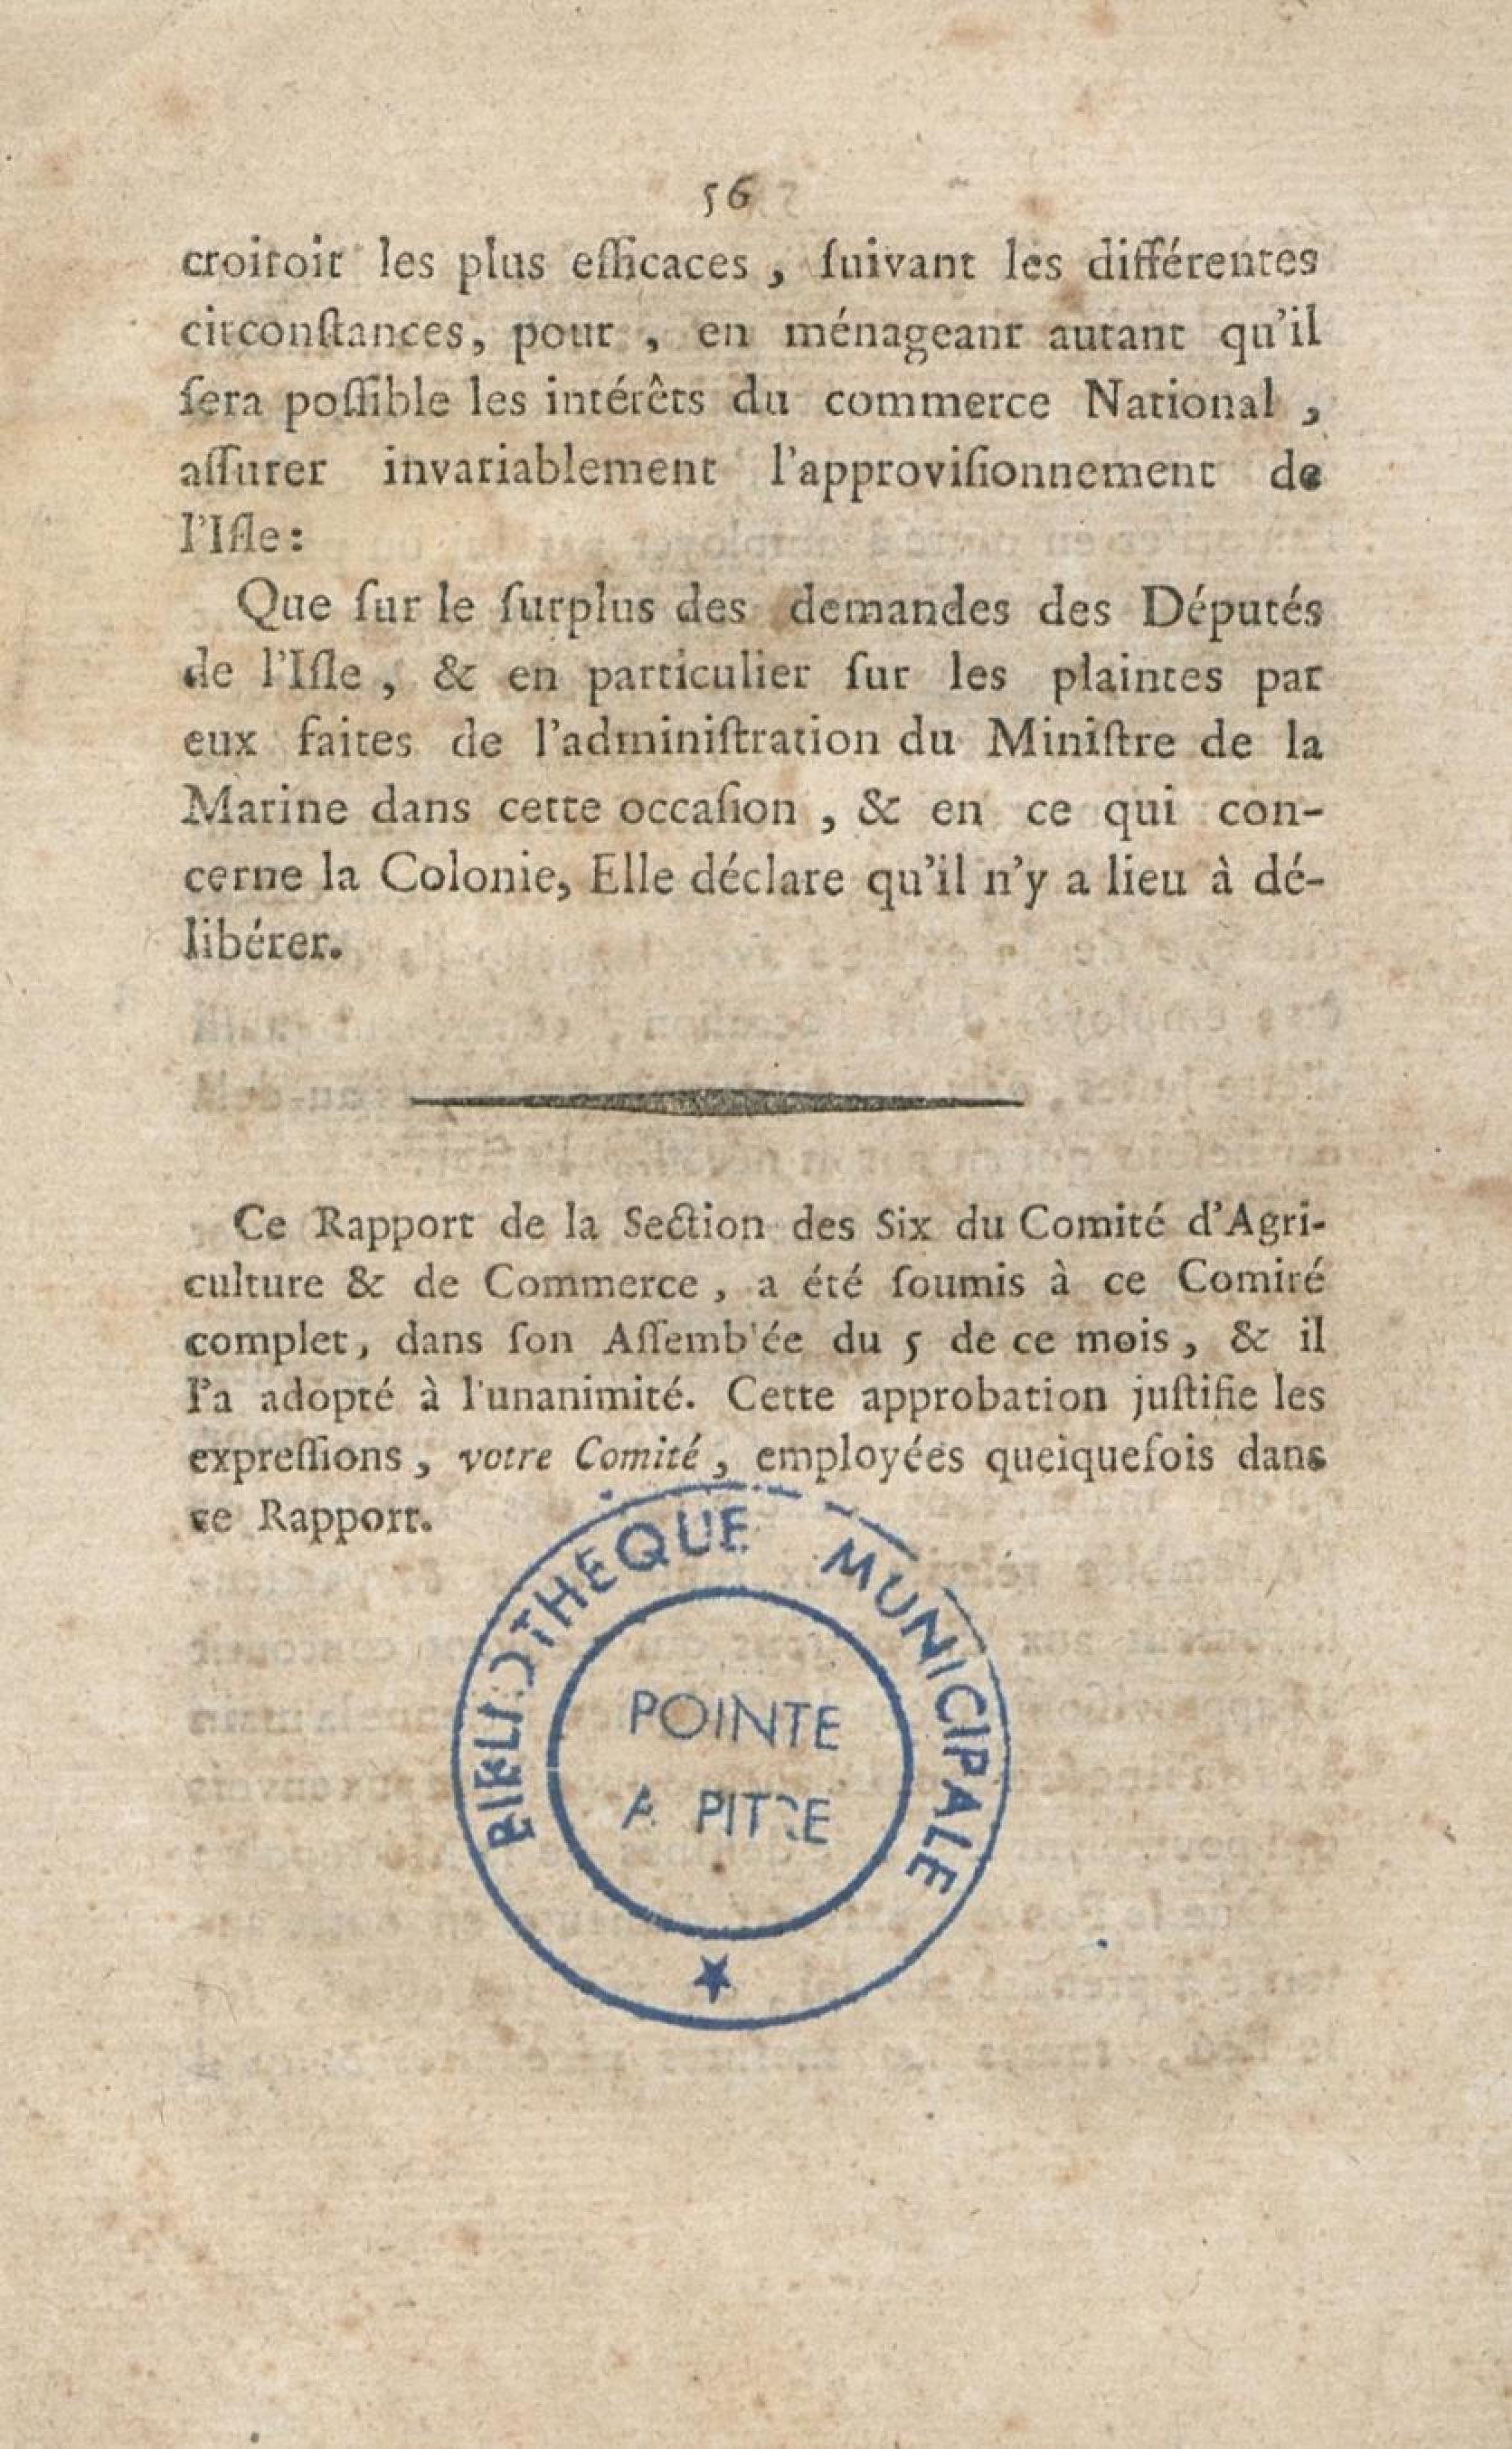 56
croiroit les plus efficaces, ſuivant les différentes
circonſtances, pour, en ménageant autant qu'il
ſera poſſible les intérêts du commerce National,
aſſurer invariablement l'approviſionnement de
l'Iſle:
Que ſur le ſurplus des demandes des Députés
de l'Iſle, & en particulier ſur les plaintes par
eux faites de l'adminiſtration du Miniſtre de la
Marine dans cette occaſion, & en ce qui con-
cerne la Colonie, Elle déclare qu'il n'y a lieu à dé-
libérer.
Ce Rapport de la Section des Six du Comité d'Agri-
culture & de Commerce, a été ſoumis à ce Comité
complet, dans ſon Aſſemblée du 5 de ce mois, & il
l'a adopté à l'unanimité. Cette approbation juſtifie les
expreſſions, votre Comité, employées queiquefois dans
ce Rapport.
BIBLIOTHEQUE MUNICIPALE
POINTE
A PITRE